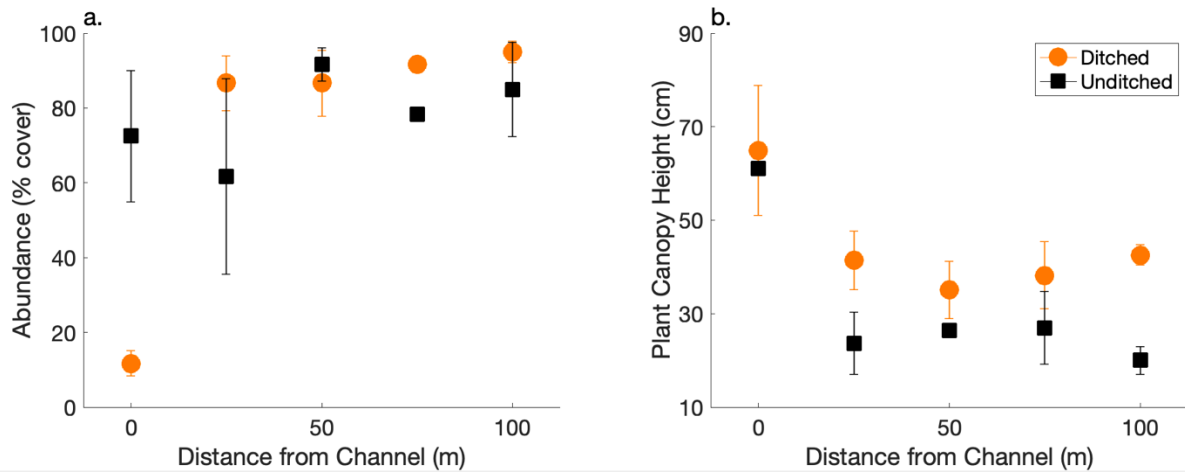 a.
100
80
60
40
20
0
Abundance (% cover)
0
50
100
Distance from Channel (m)
b.
90
70
50
30
10
Plant Canopy Height (cm)
Ditched
Unditched
0
50
100
Distance from Channel (m)